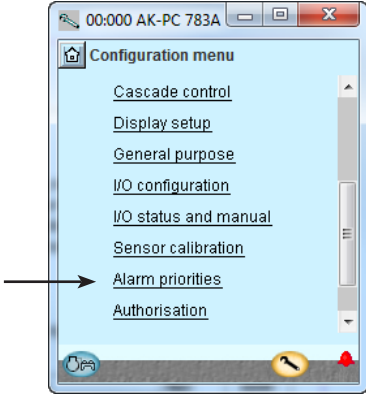 00:000 AK-PC 783A
Configuration menu
Cascade control
Display setup
General purpose
I/O configuration
I/O status and manual
Sensor calibration
Alarm priorities
Authorisation